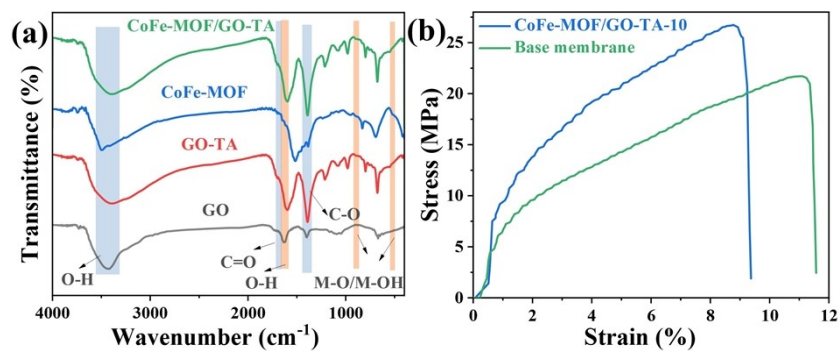 (a)
CoFe-MOF/GO-TA
CoFe-MOF
GO-TA
GO
C-O
C=O
O-H
O-H
M-O/M-OH
Transmittance (%)
4000 3000 2000 1000
Wavenumber (cm⁻¹)
(b)
CoFe-MOF/GO-TA-10
Base membrane
Stress (MPa)
25
20
15
10
5
0
0 2 4 6 8 10 12
Strain (%)